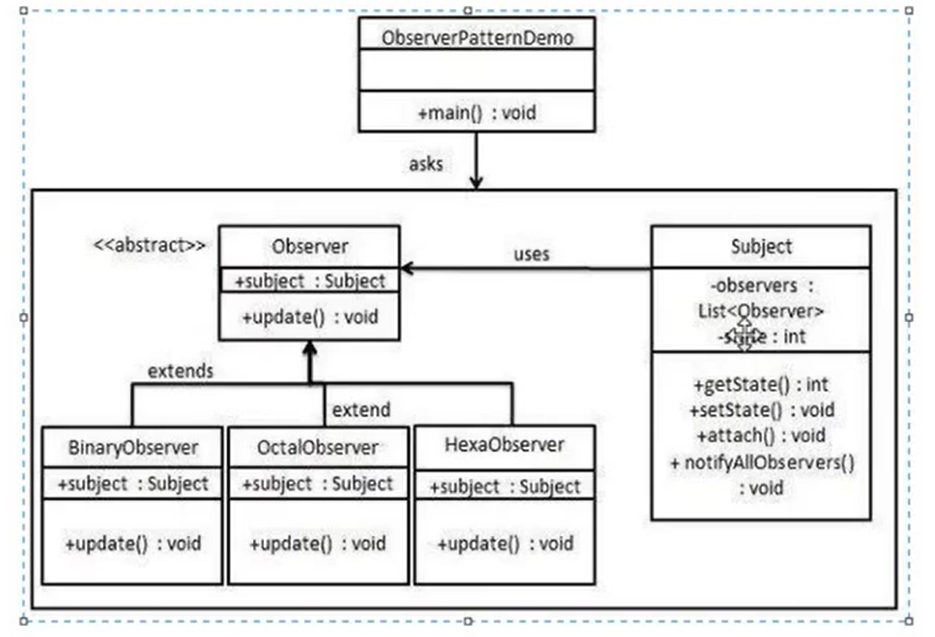 ObserverPatternDemo
+main() : void
asks
<<abstract>>
Observer
+subject : Subject
+update() : void
uses
Subject
-observers :
List<Observer>
: int
+getState() : int
+setState() : void
+attach() : void
+ notifyAllObservers()
: void
extends
extend
BinaryObserver
+subject : Subject
+update() : void
OctalObserver
+subject : Subject
+update() : void
HexaObserver
+subject : Subject
+update() : void